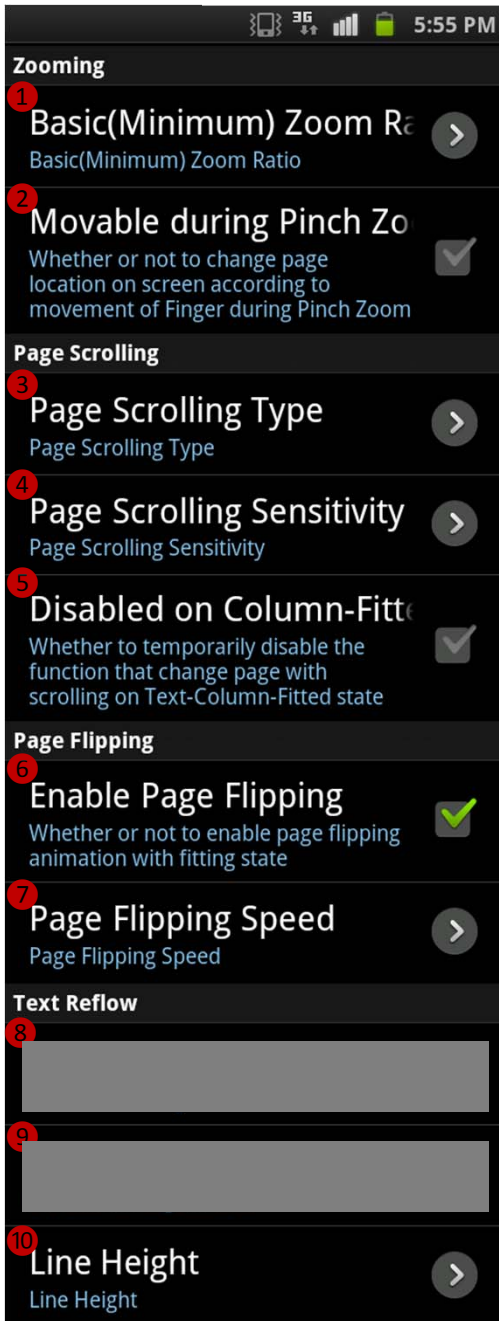 3G 5:55 PM
Zooming
1
Basic(Minimum) Zoom Ra
Basic(Minimum) Zoom Ratio
2
Movable during Pinch Zo
Whether or not to change page
location on screen according to
movement of Finger during Pinch Zoom
Page Scrolling
3
Page Scrolling Type
Page Scrolling Type
4
Page Scrolling Sensitivity
Page Scrolling Sensitivity
5
Disabled on Column-Fitte
Whether to temporarily disable the
function that change page with
scrolling on Text-Column-Fitted state
Page Flipping
6
Enable Page Flipping
Whether or not to enable page flipping
animation with fitting state
7
Page Flipping Speed
Page Flipping Speed
Text Reflow
8
9
10
Line Height
Line Height